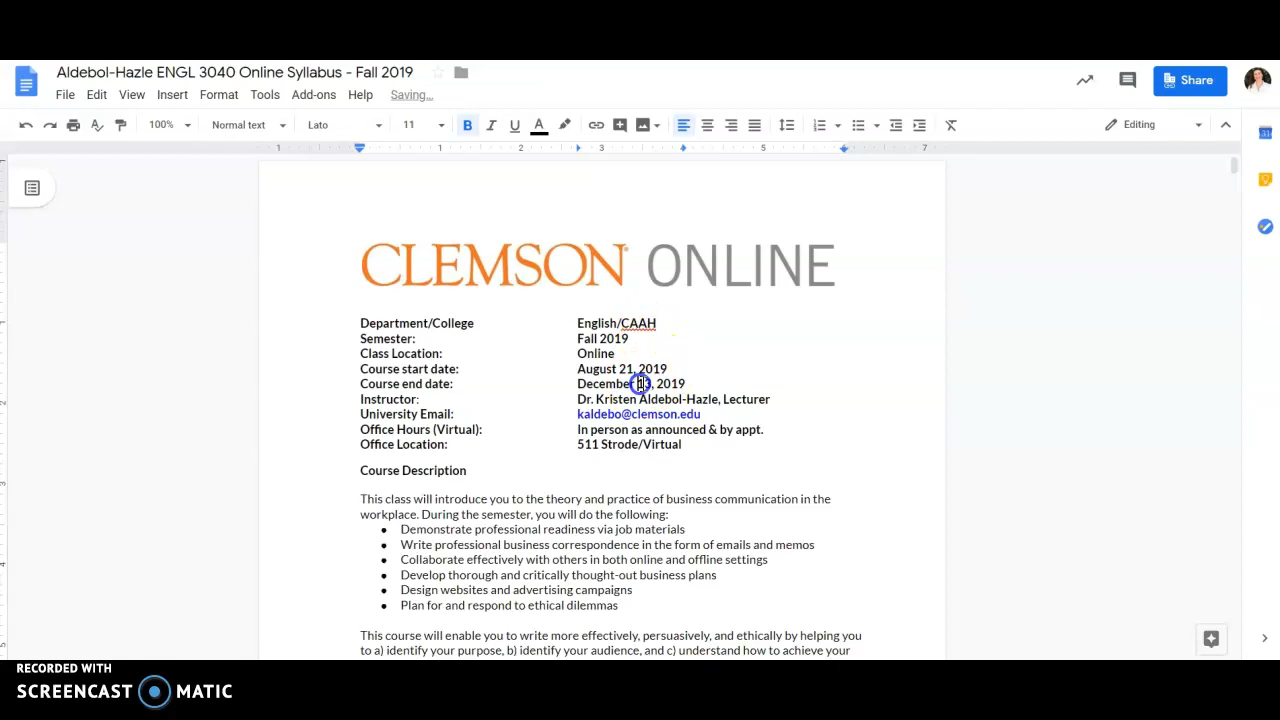 Aldebol-Hazle ENGL 3040 Online Syllabus - Fall 2019
File Edit View Insert Format Tools Add-ons Help Saving...
Share
100% Normal text Lato 11 B I U A Editing
1 1 2 3 5 7
CLEMSON ONLINE
Department/College English/CAAH
Semester: Fall 2019
Class Location: Online
Course start date: August 21, 2019
Course end date: December 13, 2019
Instructor: Dr. Kristen Aldebol-Hazle, Lecturer
University Email: kaldebo@clemson.edu
Office Hours (Virtual): In person as announced & by appt.
Office Location: 511 Strode/Virtual
Course Description
This class will introduce you to the theory and practice of business communication in the
workplace. During the semester, you will do the following:
● Demonstrate professional readiness via job materials
● Write professional business correspondence in the form of emails and memos
● Collaborate effectively with others in both online and offline settings
● Develop thorough and critically thought-out business plans
● Design websites and advertising campaigns
● Plan for and respond to ethical dilemmas
This course will enable you to write more effectively, persuasively, and ethically by helping you
to a) identify your purpose, b) identify your audience, and c) understand how to achieve your
RECORDED WITH
SCREENCAST MATIC